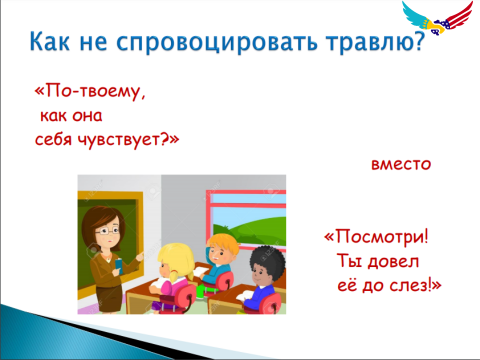 Как не спровоцировать травлю?
«По-твоему,
как она
себя чувствует?»
вместо
«Посмотри!
Ты довел
её до слез!»